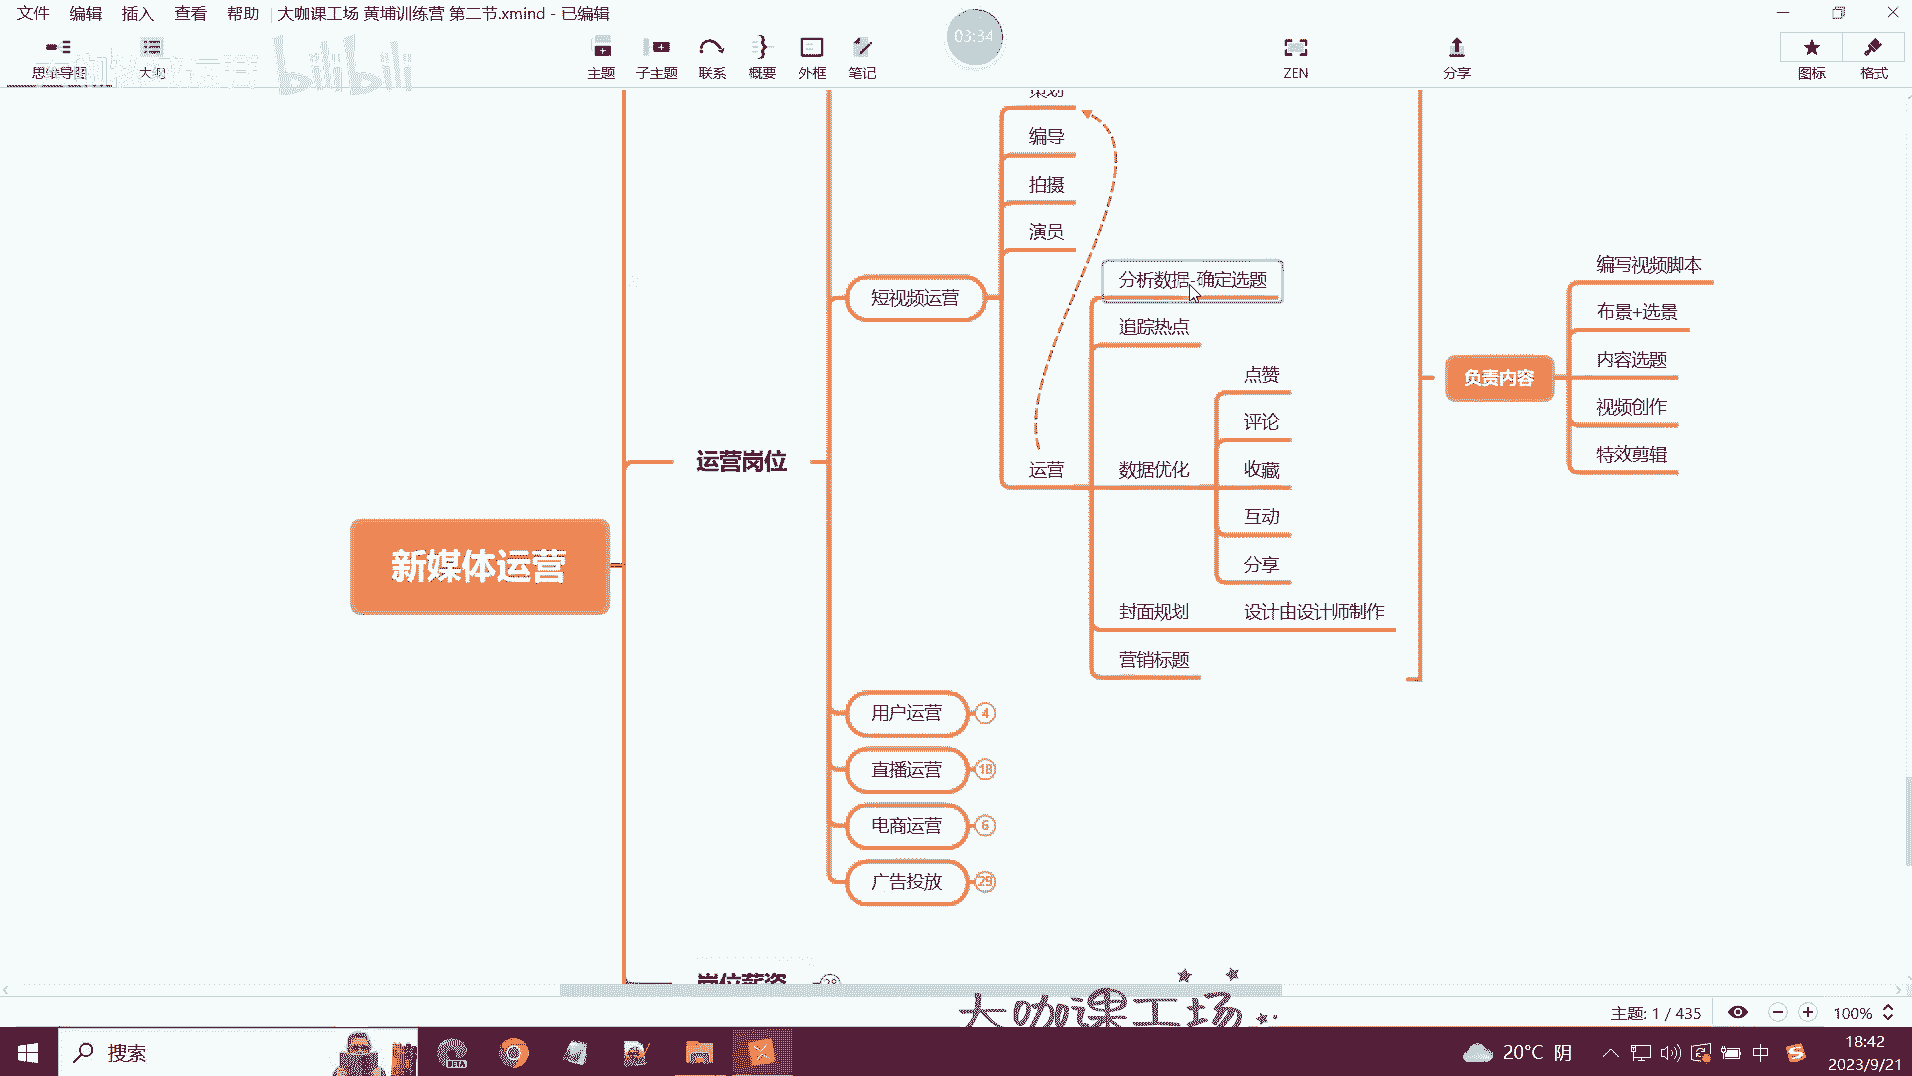 文件 编辑 插入 查看 帮助 大咖课工场 黄埔训练营 第二节.xmind - 已编辑
03:34
思维导图 大纲 主题 子主题 联系 概要 外框 笔记 ZEN 分享 图标 格式
bilibili
策划
编导
拍摄
演员
短视频运营
分析数据-确定选题
追踪热点
点赞
评论
运营 数据优化 收藏
互动
分享
封面规划 设计由设计师制作
营销标题
编写视频脚本
布景+选景
负责内容 内容选题
视频创作
特效剪辑
运营岗位
新媒体运营
用户运营 4
直播运营 18
电商运营 6
广告投放 29
岗位薪资 28
大咖课工场
主题: 1 / 435 100%
搜索 BETA 20°C 阴 中 18:42
2023/9/21